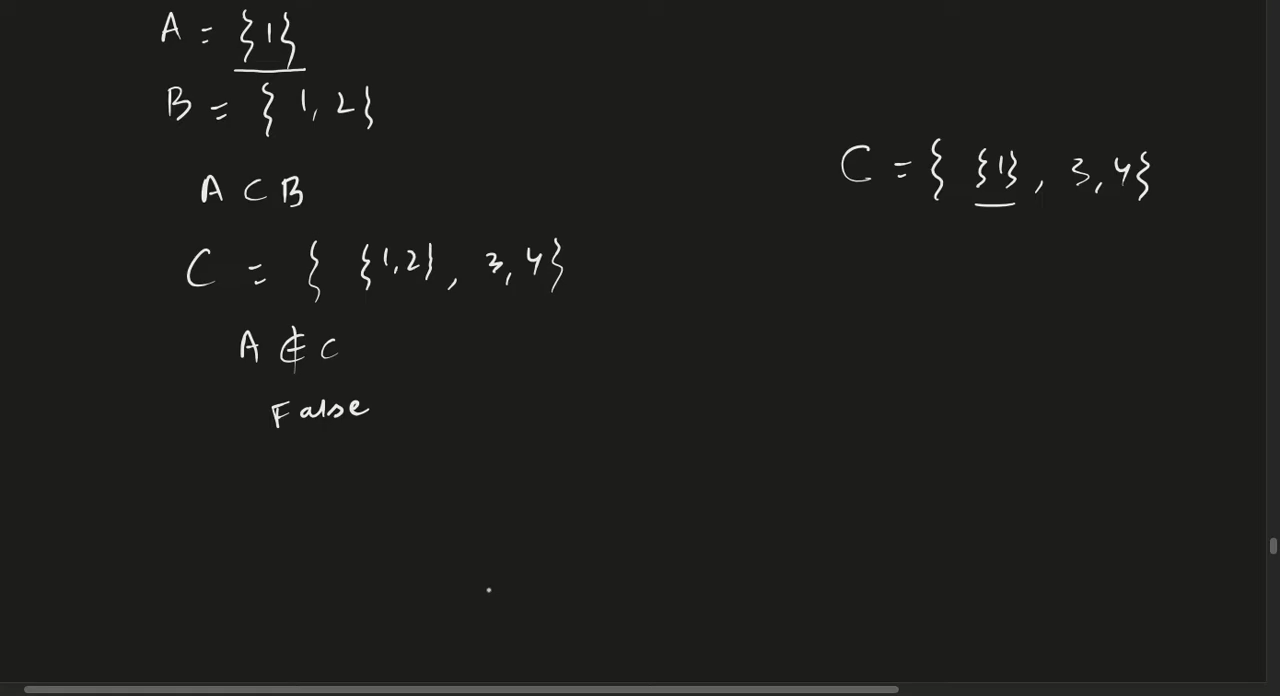 A = {1}
B = {1, 2}
A ⊂ B
C = { {1,2}, 3, 4}
A ∉ C
False
C = { {1}, 3, 4}